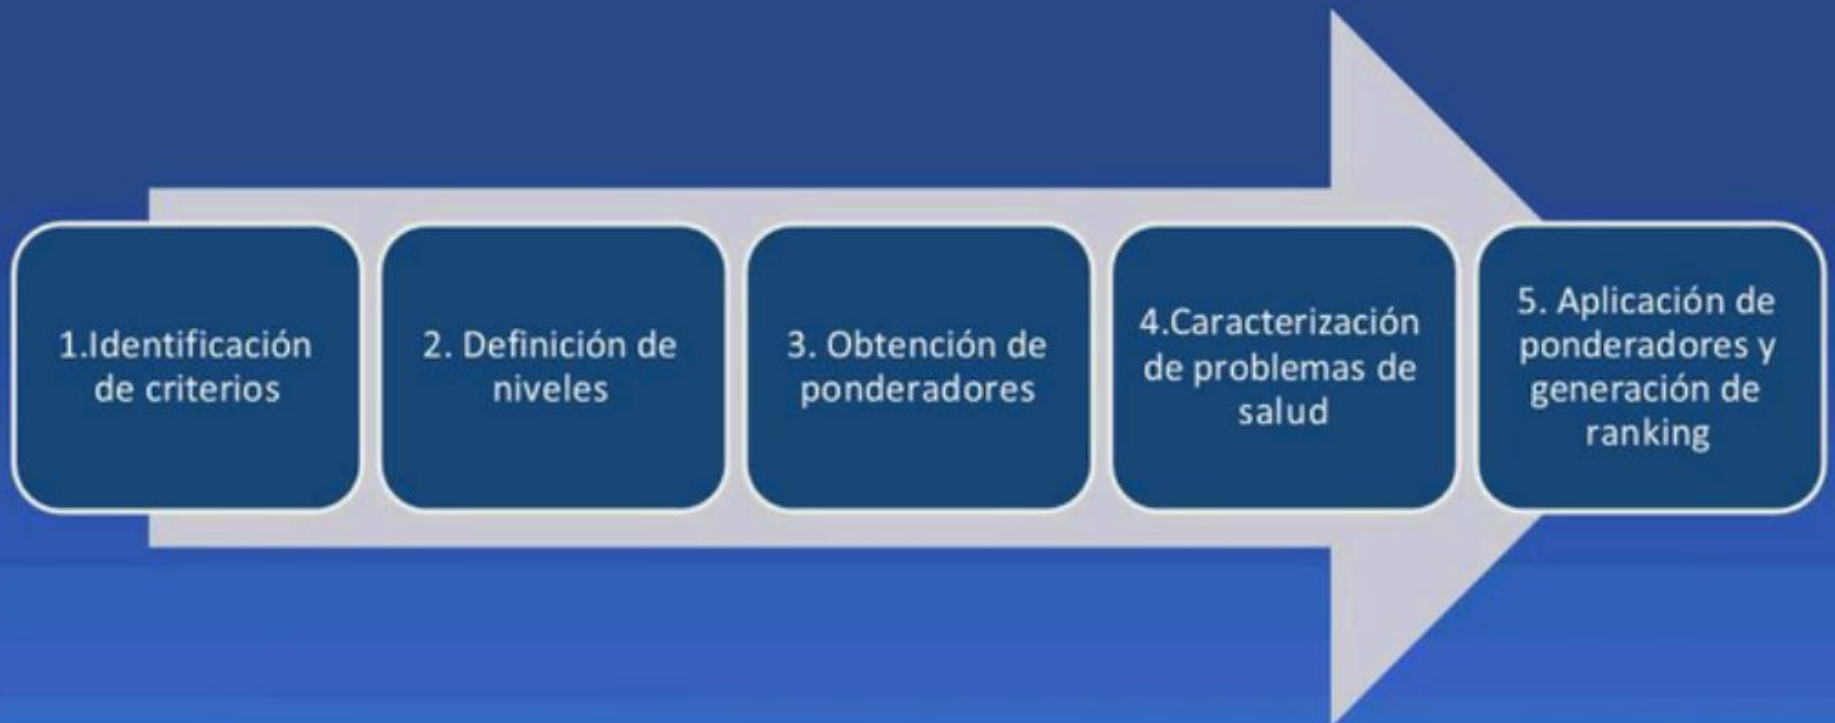 1.Identificación
de criterios
2. Definición de
niveles
3. Obtención de
ponderadores
4.Caracterización
de problemas de
salud
5. Aplicación de
ponderadores y
generación de
ranking